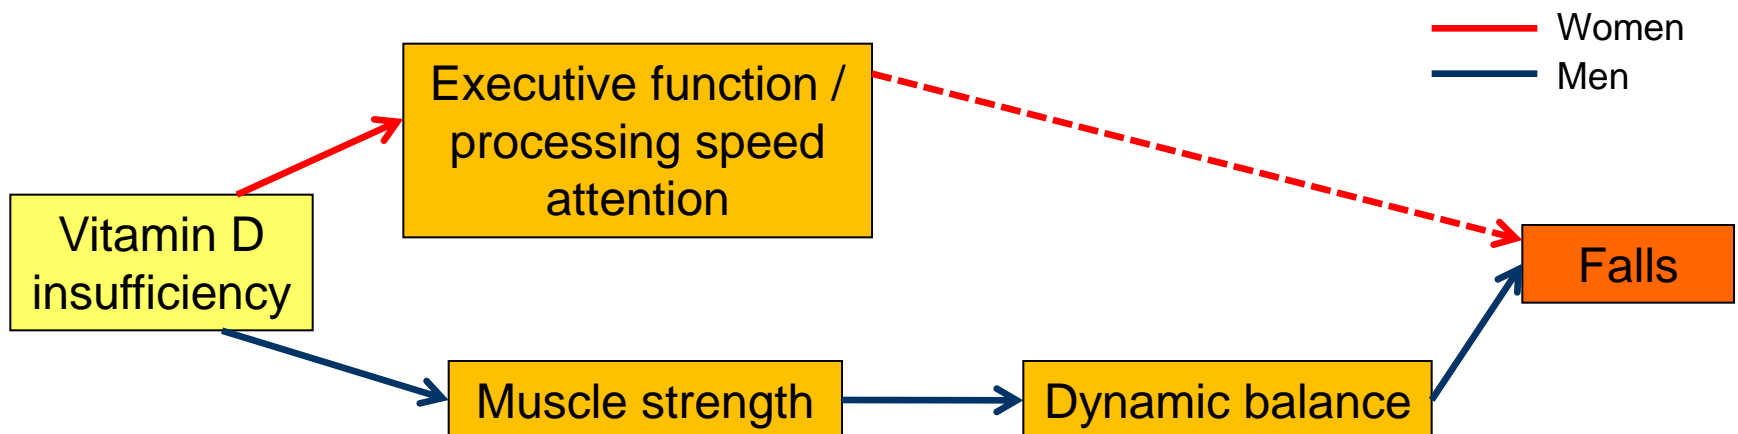 Women
Men
Executive function /
processing speed
attention
Vitamin D
insufficiency
Falls
Muscle strength
Dynamic balance